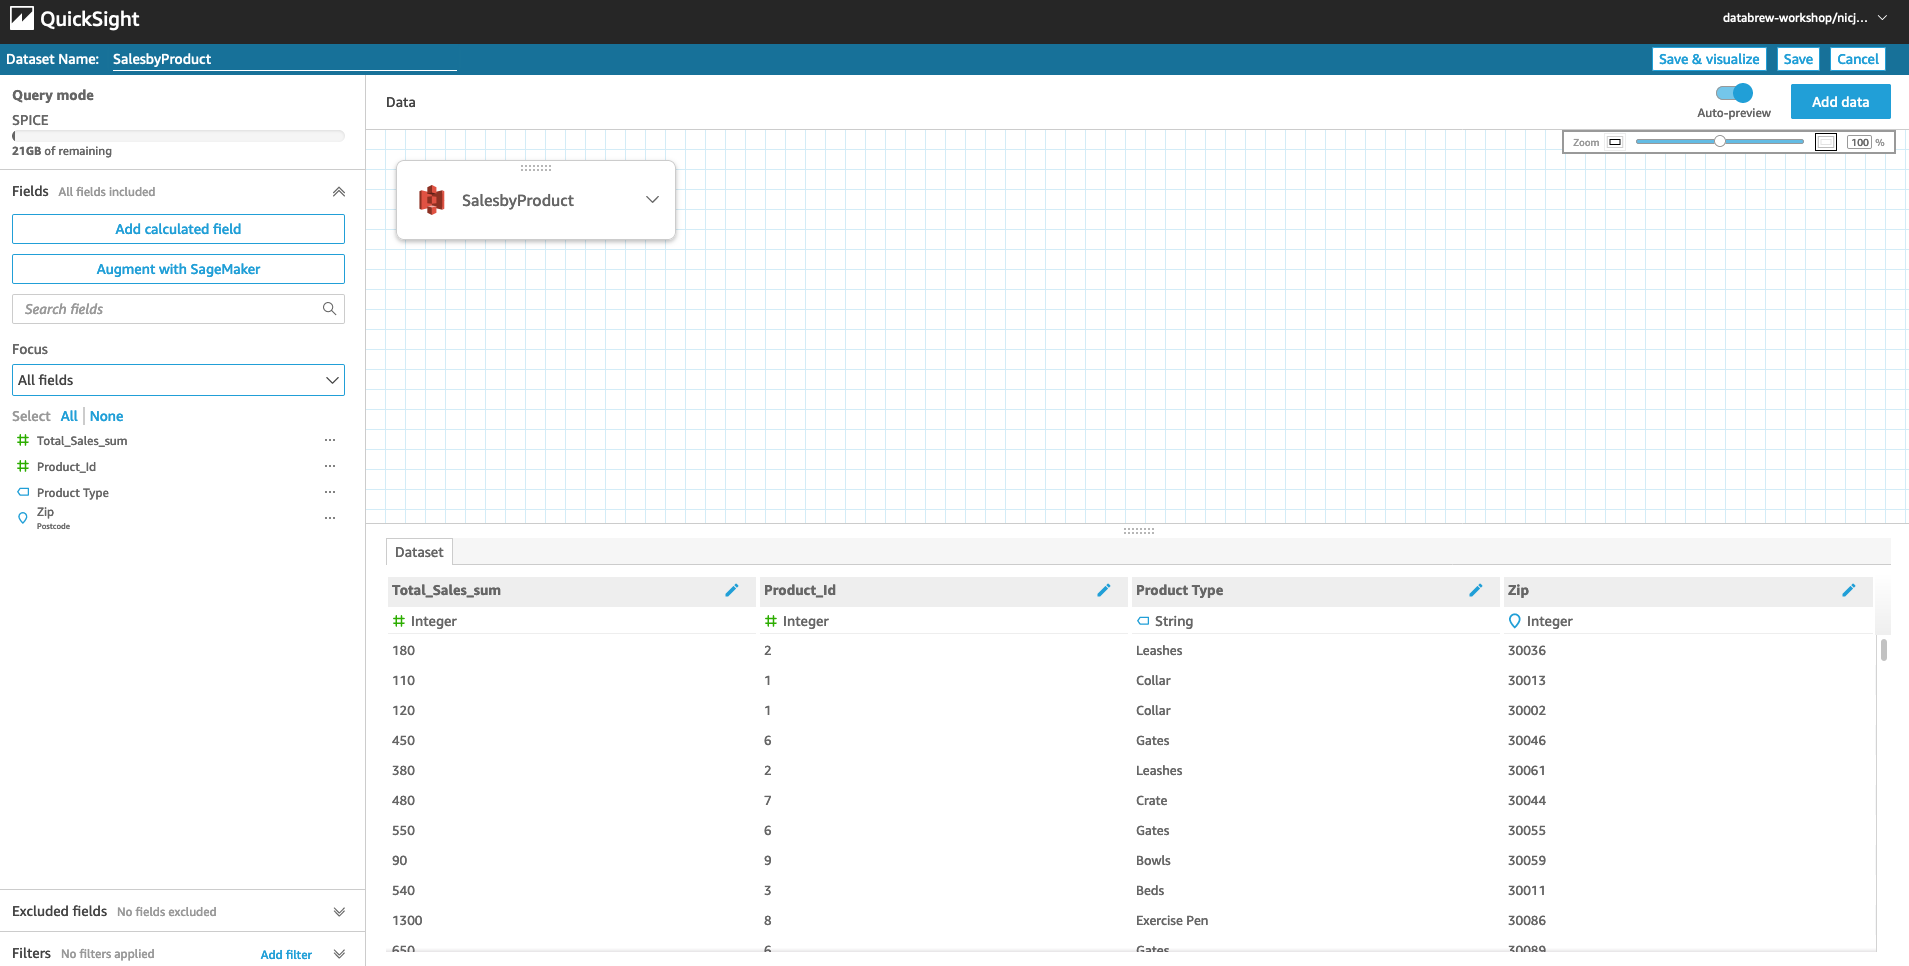 QuickSight
databrew-workshop/nicj...
Dataset Name: SalesbyProduct
Save & visualize
Save
Cancel
Query mode
SPICE
21GB of remaining
Fields All fields included
Add calculated field
Augment with SageMaker
Search fields
Focus
All fields
Select All None
Total_Sales_sum ...
Product_Id ...
Product Type ...
Zip ...
Postcode
Excluded fields No fields excluded
Filters No filters applied Add filter
Data
Auto-preview
Add data
Zoom 100 %
SalesbyProduct
Dataset
Total_Sales_sum Product_Id Product Type Zip
Integer Integer String Integer
180 2 Leashes 30036
110 1 Collar 30013
120 1 Collar 30002
450 6 Gates 30046
380 2 Leashes 30061
480 7 Crate 30044
550 6 Gates 30055
90 9 Bowls 30059
540 3 Beds 30011
1300 8 Exercise Pen 30086
650 6 Gates 30089